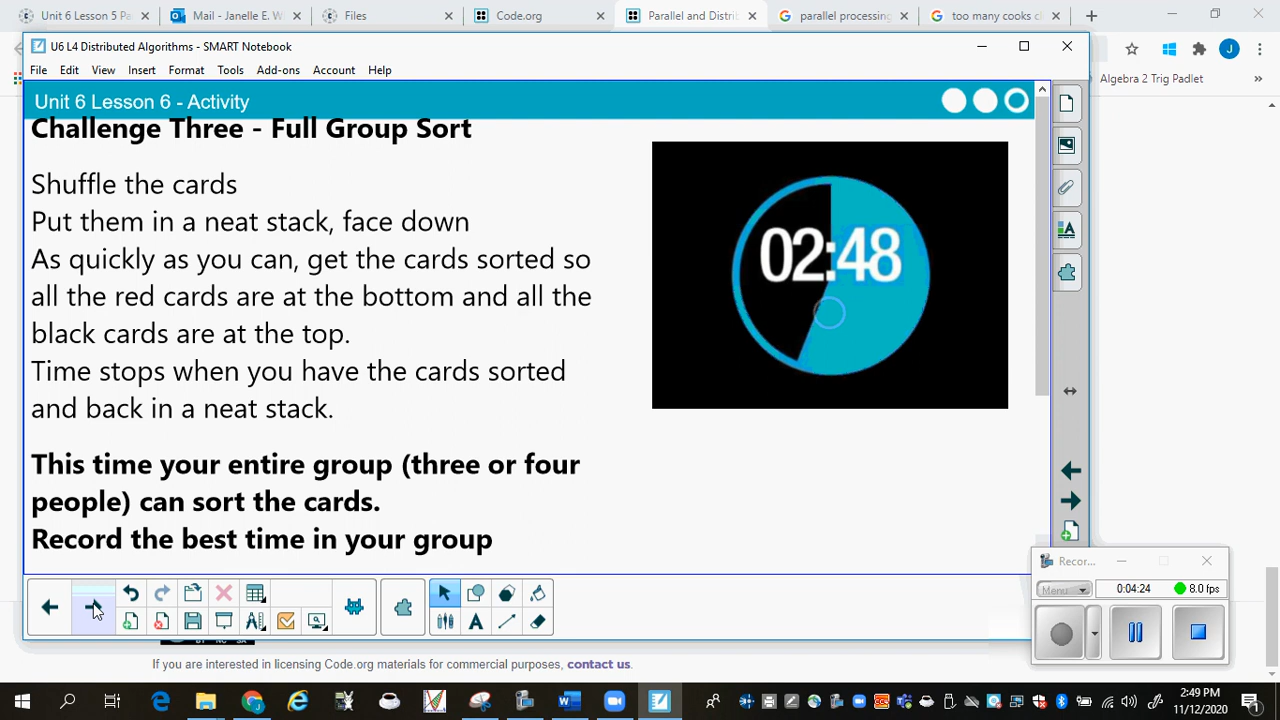 Unit 6 Lesson 5 Pa
Mail - Janelle E. W
Files
Code.org
Parallel and Distri
parallel processing
too many cooks c
U6 L4 Distributed Algorithms - SMART Notebook
File Edit View Insert Format Tools Add-ons Account Help
J
Algebra 2 Trig Padlet
Unit 6 Lesson 6 - Activity
Challenge Three - Full Group Sort
Shuffle the cards
Put them in a neat stack, face down
As quickly as you can, get the cards sorted so
all the red cards are at the bottom and all the
black cards are at the top.
Time stops when you have the cards sorted
and back in a neat stack.
This time your entire group (three or four
people) can sort the cards.
Record the best time in your group
02:48
Recor...
Menu
0:04:24
8.0 fps
If you are interested in licensing Code.org materials for commercial purposes, contact us.
2:49 PM
11/12/2020